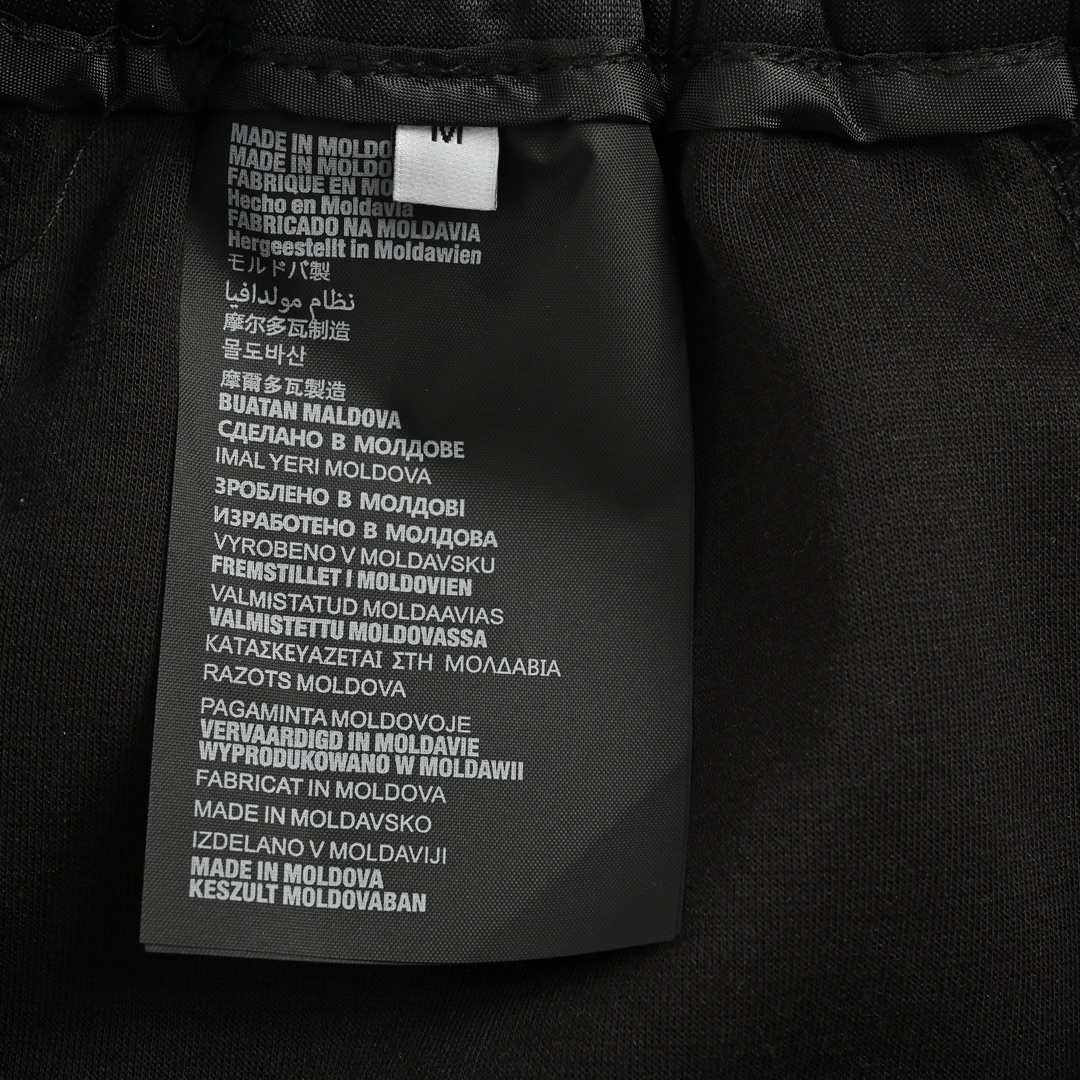 M
MADE IN MOLDO
MADE IN MOLDO
FABRIQUE EN MO
Hecho en Moldavia
FABRICADO NA MOLDAVIA
Hergeestellt in Moldawien
モルドバ製
نظام مولدافيا
摩尔多瓦制造
몰도바산
摩爾多瓦製造
BUATAN MALDOVA
СДЕЛАНО В МОЛДОВЕ
IMAL YERI MOLDOVA
ЗРОБЛЕНО В МОЛДОВІ
ИЗРАБОТЕНО В МОЛДОВА
VYROBENO V MOLDAVSKU
FREMSTILLET I MOLDOVIEN
VALMISTATUD MOLDAAVIAS
VALMISTETTU MOLDOVASSA
ΚΑΤΑΣΚΕΥΑΖΕΤΑΙ ΣΤΗ ΜΟΛΔΑΒΙΑ
RAZOTS MOLDOVA
PAGAMINTA MOLDOVOJE
VERVAARDIGD IN MOLDAVIE
WYPRODUKOWANO W MOLDAWII
FABRICAT IN MOLDOVA
MADE IN MOLDAVSKO
IZDELANO V MOLDAVIJI
MADE IN MOLDOVA
KESZULT MOLDOVABAN